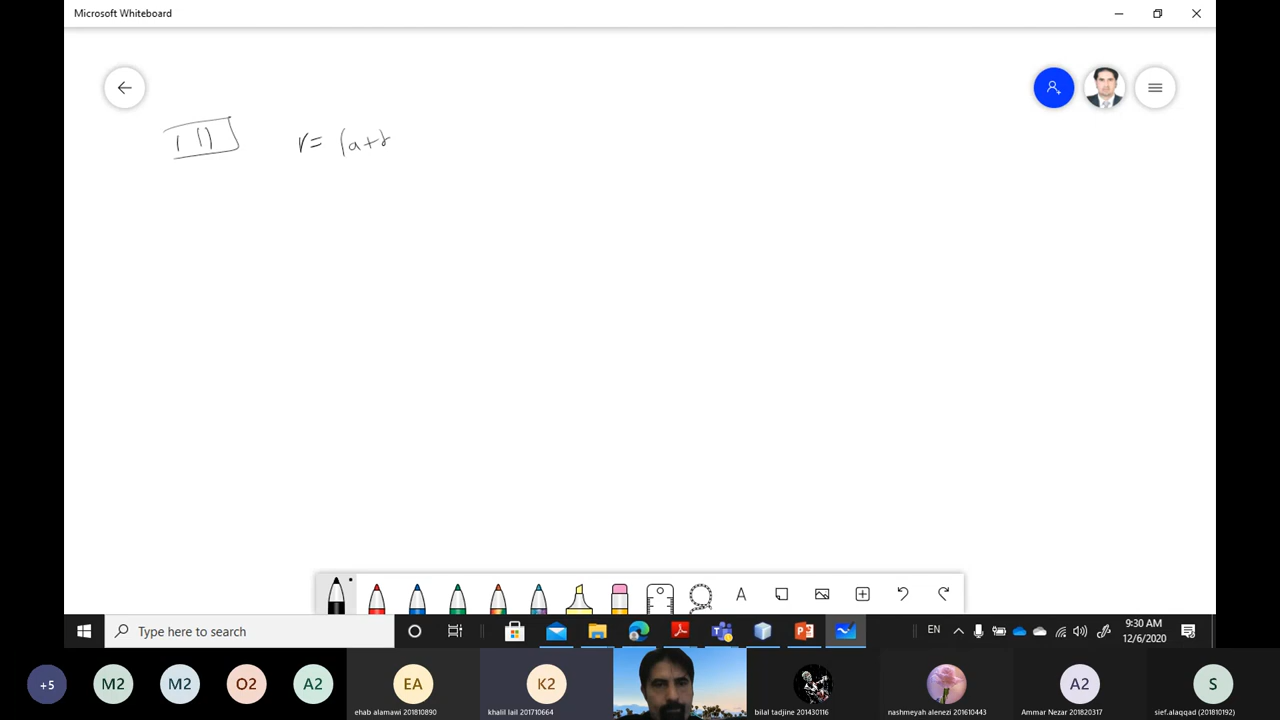 Microsoft Whiteboard
r= (a+b
A
Type here to search
EN
9:30 AM
12/6/2020
+5
M2
M2
O2
A2
EA
ehab alamawi 201810890
K2
khalil lail 201710664
bilal tadjine 201430116
nashmeyah alenezi 201610443
A2
Ammar Nezar 201820317
S
sief.alaqqad (201810192)